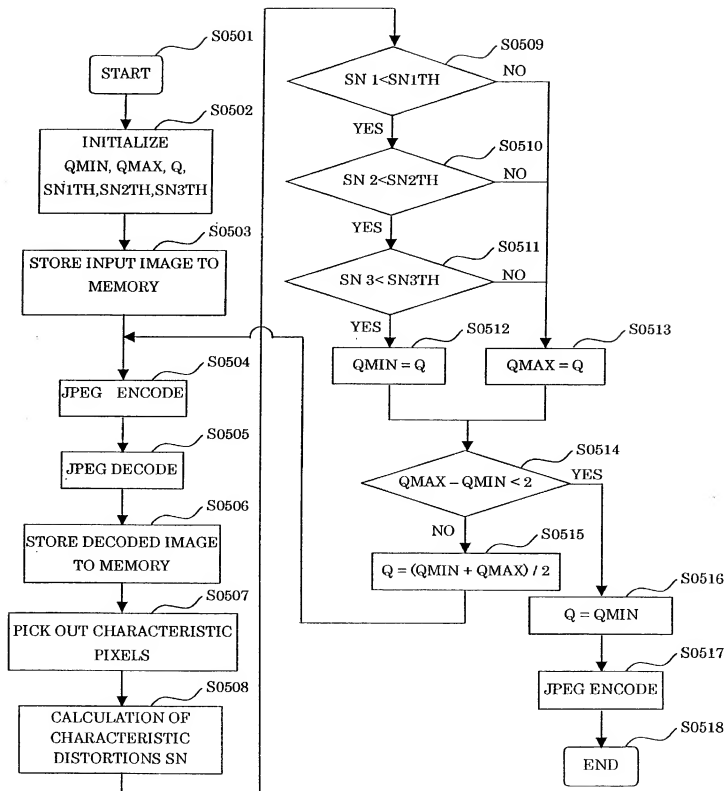 S0501
START
S0502
INITIALIZE
QMIN, QMAX, Q,
SN1TH,SN2TH,SN3TH
S0503
STORE INPUT IMAGE TO
MEMORY
S0504
JPEG ENCODE
S0505
JPEG DECODE
S0506
STORE DECODED IMAGE
TO MEMORY
S0507
PICK OUT CHARACTERISTIC
PIXELS
S0508
CALCULATION OF
CHARACTERISTIC
DISTORTIONS SN
S0509
SN 1<SN1TH
NO
YES
S0510
SN 2<SN2TH
NO
YES
S0511
SN 3< SN3TH
NO
YES
S0512
QMIN = Q
S0513
QMAX = Q
S0514
QMAX – QMIN < 2
YES
NO
S0515
Q = (QMIN + QMAX) / 2
S0516
Q = QMIN
S0517
JPEG ENCODE
S0518
END